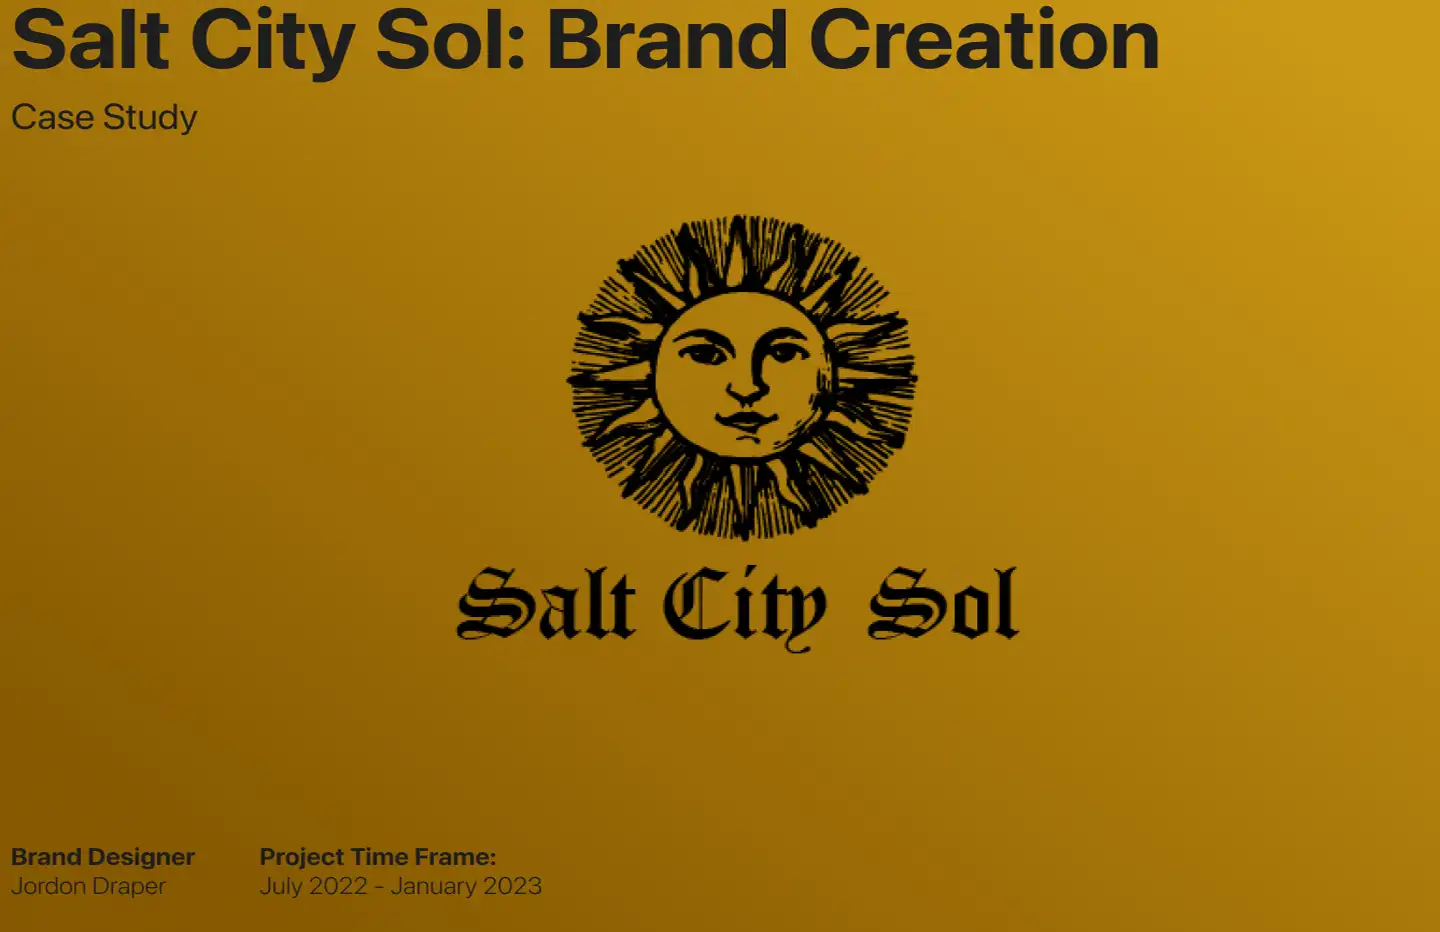 Salt City Sol: Brand Creation
Case Study
Salt City Sol
Brand Designer
Jordon Draper
Project Time Frame:
July 2022 - January 2023